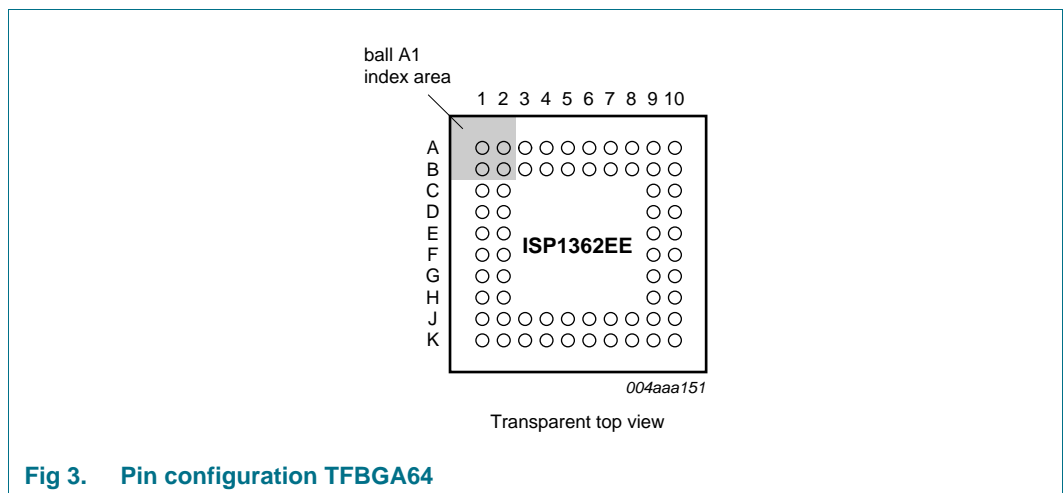 ball A1
index area
1 2 3 4 5 6 7 8 9 10
A
B
C
D
E
F
G
H
J
K
ISP1362EE
004aaa151
Transparent top view
Fig 3. Pin configuration TFBGA64